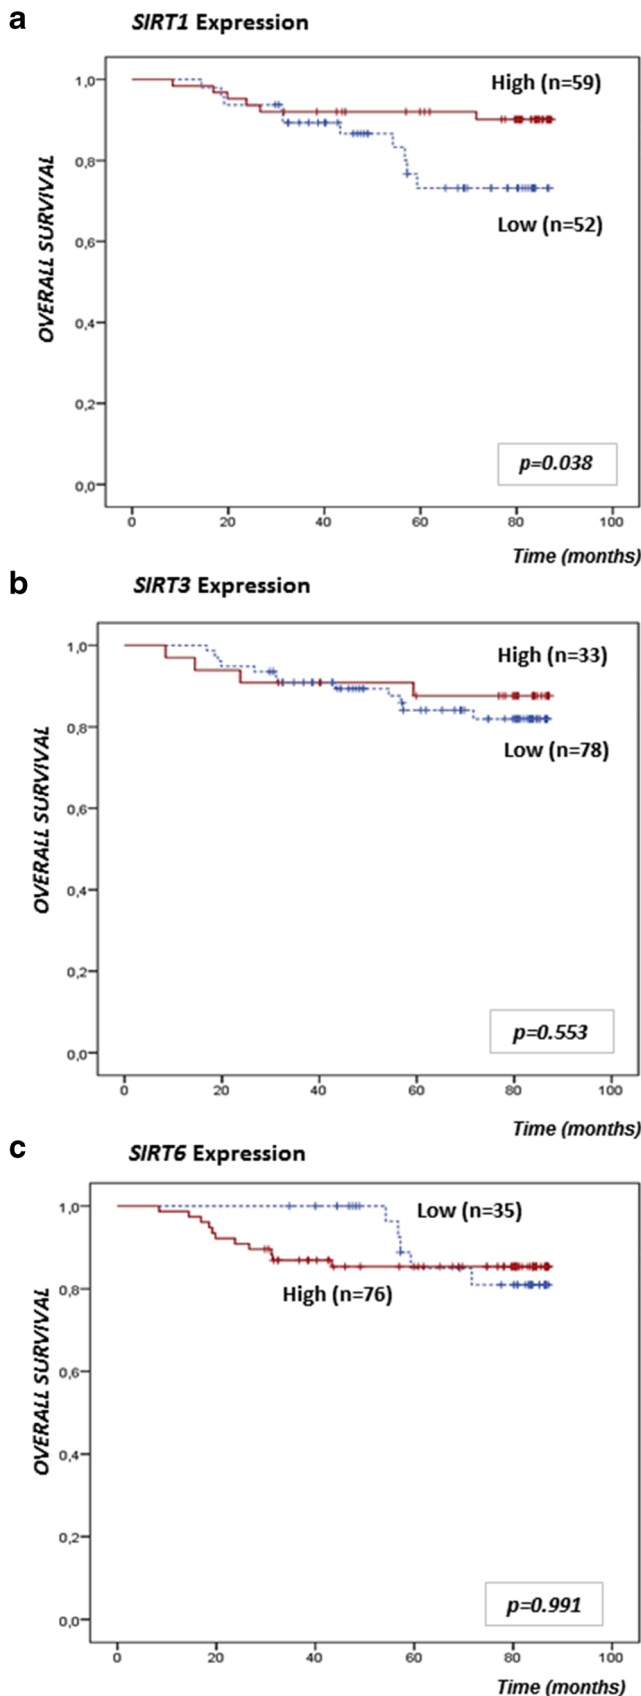 a
SIRT1 Expression
High (n=59)
Low (n=52)
OVERALL SURVIVAL
1,0
0,8
0,6
0,4
0,2
0,0
p=0.038
0 20 40 60 80 100
Time (months)
b
SIRT3 Expression
High (n=33)
Low (n=78)
OVERALL SURVIVAL
1,0
0,8
0,6
0,4
0,2
0,0
p=0.553
0 20 40 60 80 100
Time (months)
c
SIRT6 Expression
Low (n=35)
High (n=76)
OVERALL SURVIVAL
1,0
0,8
0,6
0,4
0,2
0,0
p=0.991
0 20 40 60 80 100
Time (months)